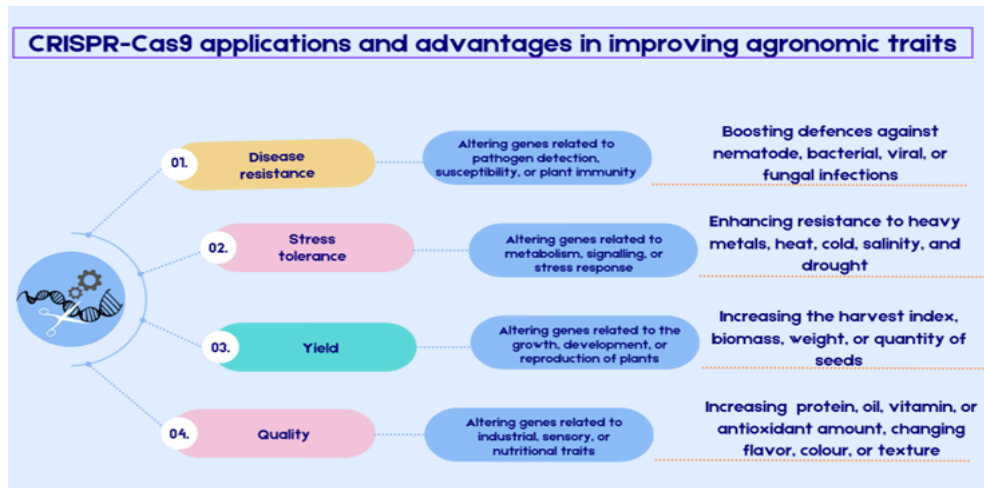 CRISPR-Cas9 applications and advantages in improving agronomic traits
01.
Disease
resistance
Altering genes related to
pathogen detection,
susceptibility, or plant immunity
Boosting defences against
nematode, bacterial, viral, or
fungal infections
02.
Stress
tolerance
Altering genes related to
metabolism, signalling, or
stress response
Enhancing resistance to heavy
metals, heat, cold, salinity, and
drought
03.
Yield
Altering genes related to the
growth, development, or
reproduction of plants
Increasing the harvest index,
biomass, weight, or quantity of
seeds
04.
Quality
Altering genes related to
industrial, sensory, or
nutritional traits
Increasing protein, oil, vitamin, or
antioxidant amount, changing
flavor, colour, or texture